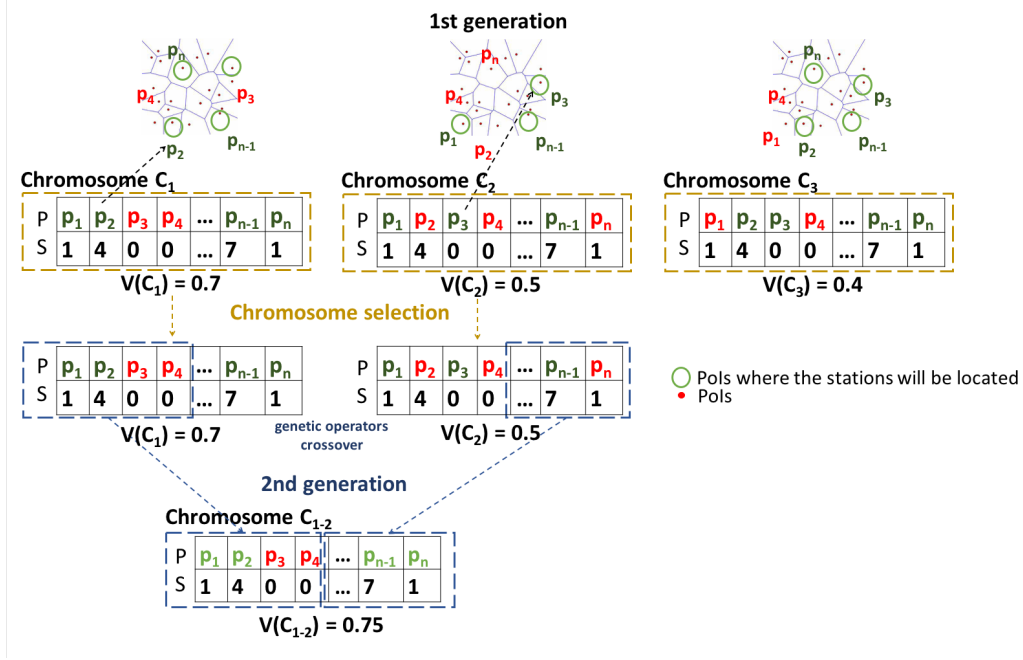 1st generation
pn
p4 p3
p2 pn-1
pn
p4 p3
p1 p2 pn-1
pn
p4 p3
p1 p2 pn-1
Chromosome C1
P p1 p2 p3 p4 ... pn-1 pn
S 1 4 0 0 ... 7 1
V(C1) = 0.7
Chromosome C2
P p1 p2 p3 p4 ... pn-1 pn
S 1 4 0 0 ... 7 1
V(C2) = 0.5
Chromosome C3
P p1 p2 p3 p4 ... pn-1 pn
S 1 4 0 0 ... 7 1
V(C3) = 0.4
Chromosome selection
P p1 p2 p3 p4 ... pn-1 pn
S 1 4 0 0 ... 7 1
V(C1) = 0.7
P p1 p2 p3 p4 ... pn-1 pn
S 1 4 0 0 ... 7 1
V(C2) = 0.5
genetic operators
crossover
PoIs where the stations will be located
PoIs
2nd generation
Chromosome C1-2
P p1 p2 p3 p4 ... pn-1 pn
S 1 4 0 0 ... 7 1
V(C1-2) = 0.75